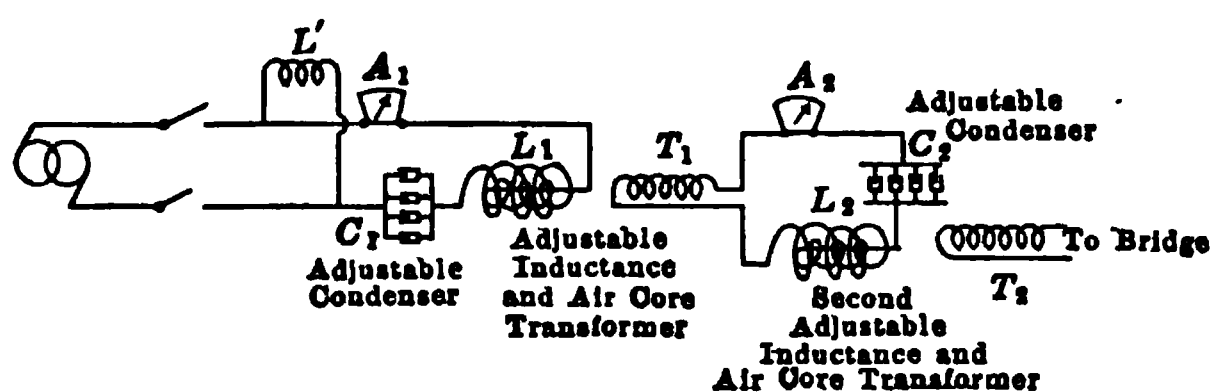 L'
A₁
A₂
Adjustable
Condenser
C₂
L₁
T₁
L₂
C₁
Adjustable
Condenser
Adjustable
Inductance
and Air Core
Transformer
To Bridge
T₂
Second
Adjustable
Inductance and
Air Core Transformer